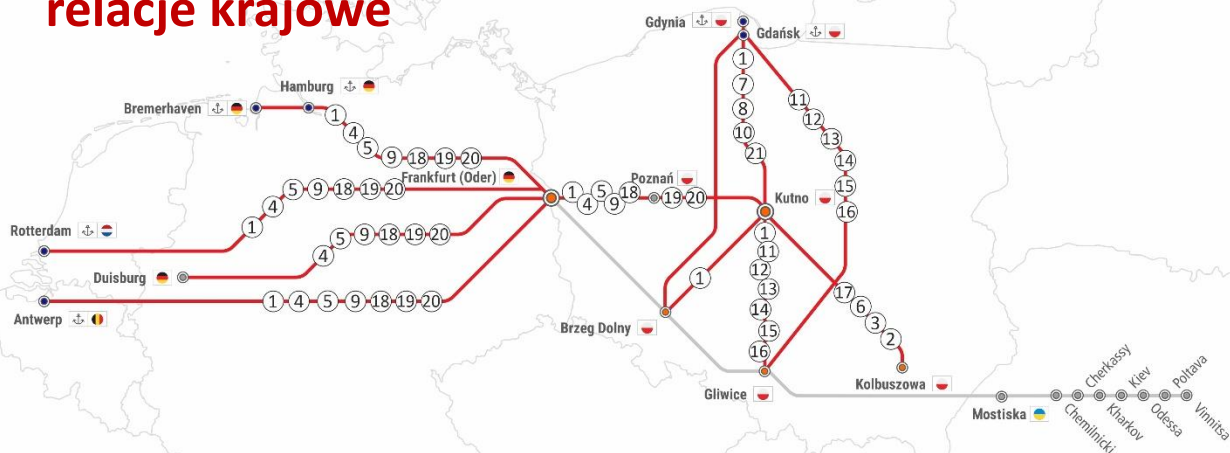 relacje krajowe
Gdynia
Gdańsk
Hamburg
Bremerhaven
1
4
5
9 18 19 20
Frankfurt (Oder)
1
7
8
10
21
11
12
13
14
15
16
Rotterdam
1
4
5 9 18 19 20
Poznań
1 4 5 9 18 19 20
Kutno
Duisburg
4
5
9 18 19 20
Antwerp
1 4 5 9 18 19 20
1
Brzeg Dolny
1
11
12
13
14
15
16
17
6
3
2
Gliwice
Kolbuszowa
Mostiska
Chemilnicki
Cherkassy
Kharkov
Kiev
Odessa
Poltava
Vinnitsa